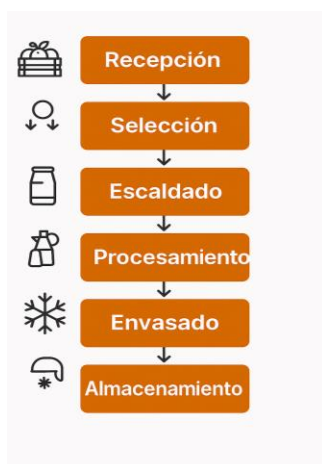 Recepción
Selección
Escaldado
Procesamiento
Envasado
Almacenamiento